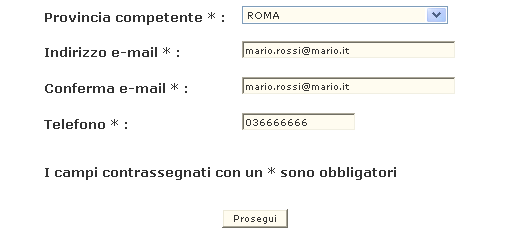 Provincia competente * : ROMA
Indirizzo e-mail * : mario.rossi@mario.it
Conferma e-mail * : mario.rossi@mario.it
Telefono * : 036666666
I campi contrassegnati con un * sono obbligatori
Prosegui